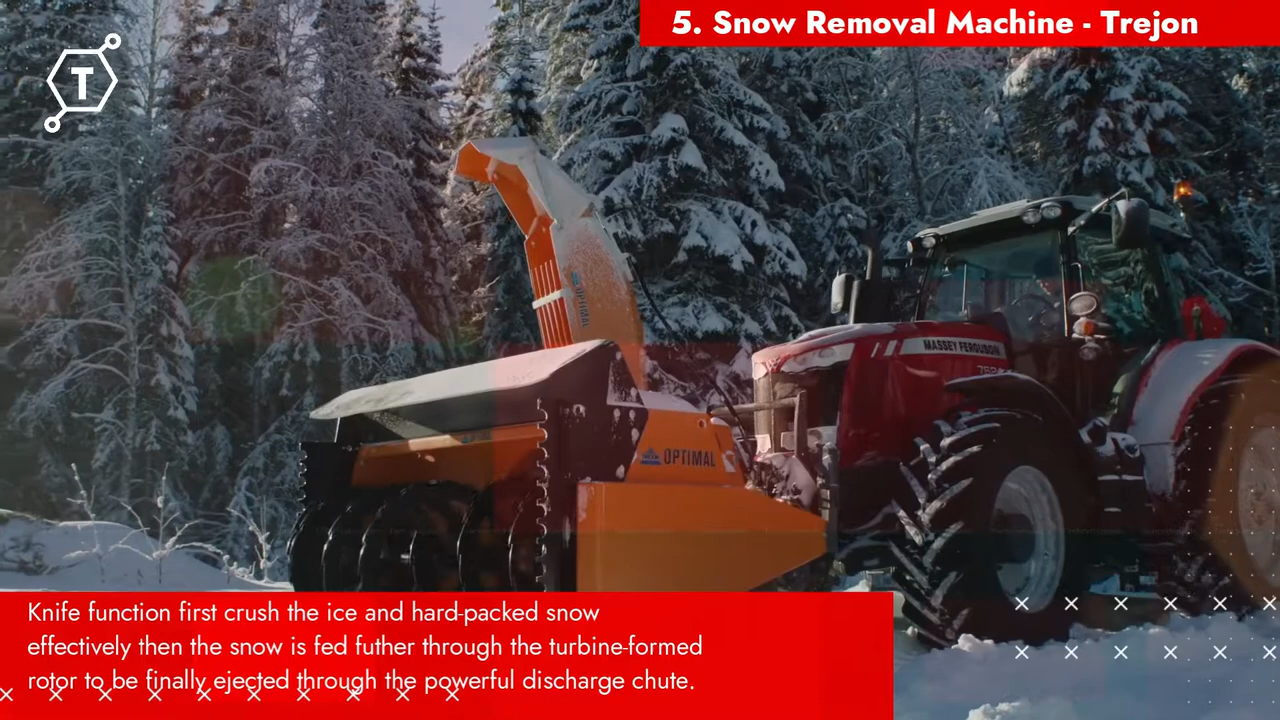 5. Snow Removal Machine - Trejon
T
OPTIMAL
MASSEY FERGUSON
OPTIMAL
Knife function first crush the ice and hard-packed snow
effectively then the snow is fed futher through the turbine-formed
rotor to be finally ejected through the powerful discharge chute.